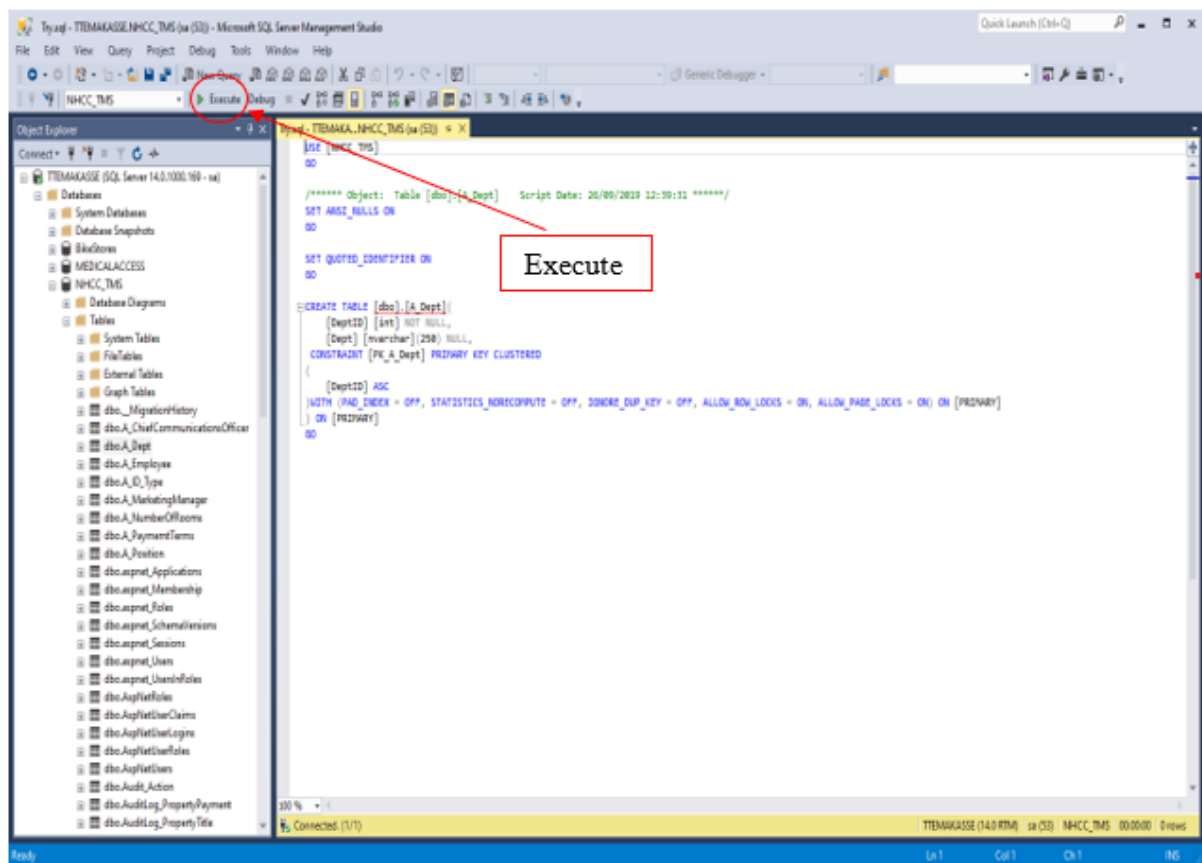 Try.sql - TTEMAKASSE.NHCC_TMS (sa (53)) - Microsoft SQL Server Management Studio
Quick Launch (Ctrl+Q)
File Edit View Query Project Debug Tools Window Help
New Query
Generic Debugger
NHCC_TMS
Execute Debug
Object Explorer
Try.sql - TTEMAKA...NHCC_TMS (sa (53))
Connect
TTEMAKASSE (SQL Server 14.0.1000.169 - sa)
Databases
System Databases
Database Snapshots
BikeStores
MEDICALACCESS
NHCC_TMS
Database Diagrams
Tables
System Tables
FileTables
External Tables
Graph Tables
dbo.__MigrationHistory
dbo.A_ChiefCommunicationsOfficer
dbo.A_Dept
dbo.A_Employee
dbo.A_ID_Type
dbo.A_MarketingManager
dbo.A_NumberOfRooms
dbo.A_PaymentTerms
dbo.A_Position
dbo.aspnet_Applications
dbo.aspnet_Membership
dbo.aspnet_Roles
dbo.aspnet_SchemaVersions
dbo.aspnet_Sessions
dbo.aspnet_Users
dbo.aspnet_UsersInRoles
dbo.AspNetRoles
dbo.AspNetUserClaims
dbo.AspNetUserLogins
dbo.AspNetUserRoles
dbo.AspNetUsers
dbo.Audit_Action
dbo.AuditLog_PropertyPayment
dbo.AuditLog_PropertyTitle
USE [NHCC_TMS]
GO
/****** Object: Table [dbo].[A_Dept] Script Date: 26/09/2019 12:39:31 ******/
SET ANSI_NULLS ON
GO
SET QUOTED_IDENTIFIER ON
GO
Execute
CREATE TABLE [dbo].[A_Dept](
[DeptID] [int] NOT NULL,
[Dept] [nvarchar](250) NULL,
CONSTRAINT [PK_A_Dept] PRIMARY KEY CLUSTERED
(
[DeptID] ASC
)WITH (PAD_INDEX = OFF, STATISTICS_NORECOMPUTE = OFF, IGNORE_DUP_KEY = OFF, ALLOW_ROW_LOCKS = ON, ALLOW_PAGE_LOCKS = ON) ON [PRIMARY]
) ON [PRIMARY]
GO
100 %
Connected. (1/1)
TTEMAKASSE (14.0 RTM) sa (53) NHCC_TMS 00:00:00 0 rows
Ready
Ln 1 Col 1 Ch 1 INS